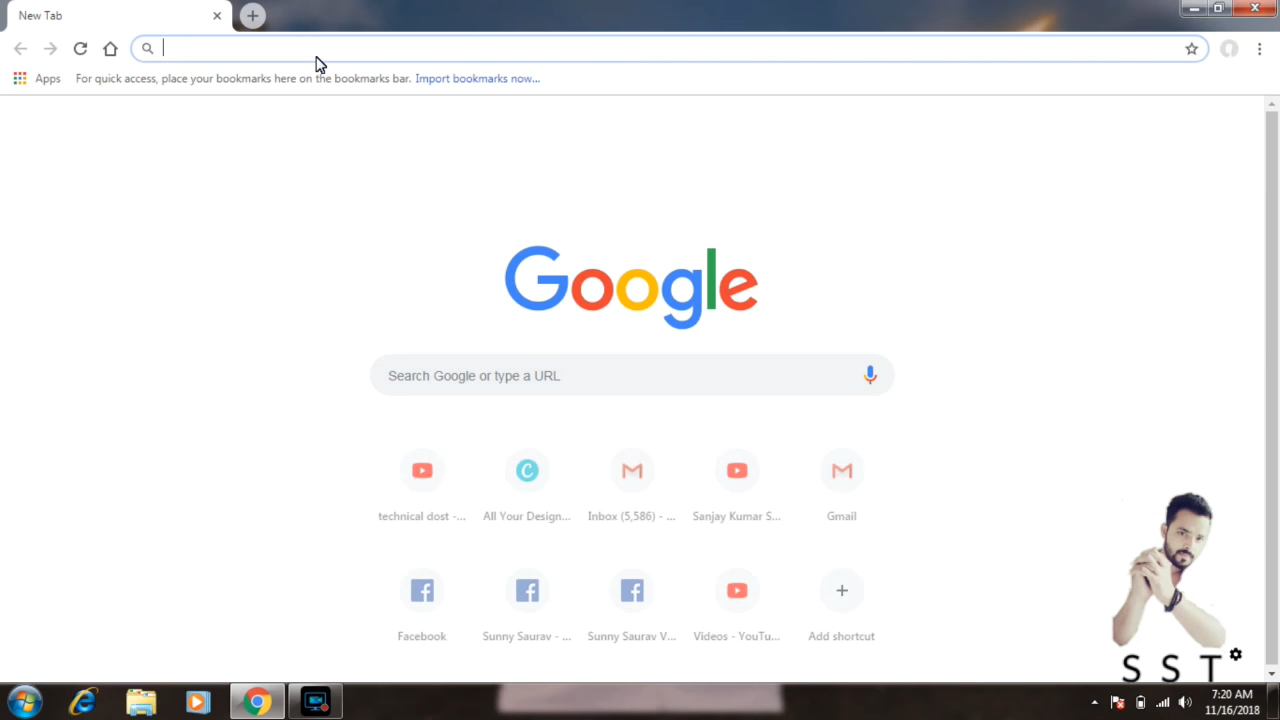 New Tab
Apps For quick access, place your bookmarks here on the bookmarks bar. Import bookmarks now...
Google
Search Google or type a URL
technical dost -... All Your Design... Inbox (5,586) - ... Sanjay Kumar S... Gmail
Facebook Sunny Saurav - ... Sunny Saurav V... Videos - YouTu... Add shortcut
S S T
7:20 AM
11/16/2018